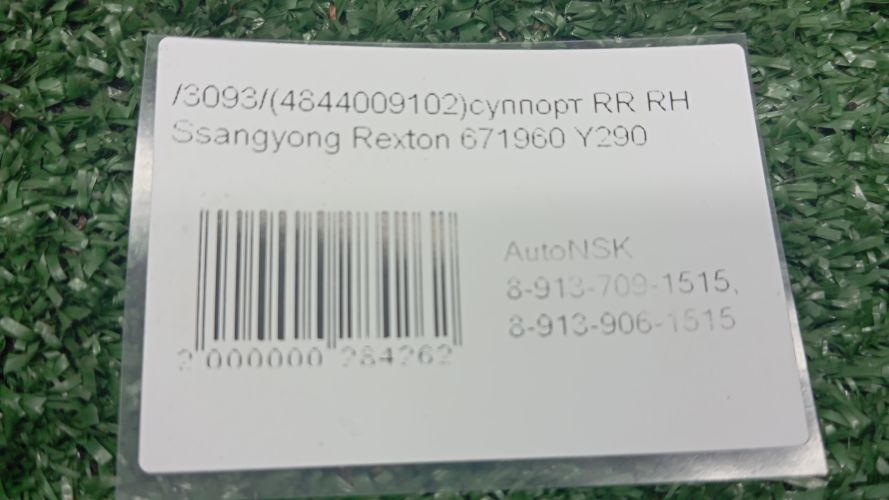 /3093/(4844009102)суппорт RR RH
Ssangyong Rexton 671960 Y290
AutoNSK
8-913-709-1515,
8-913-906-1515
2 000000 284262